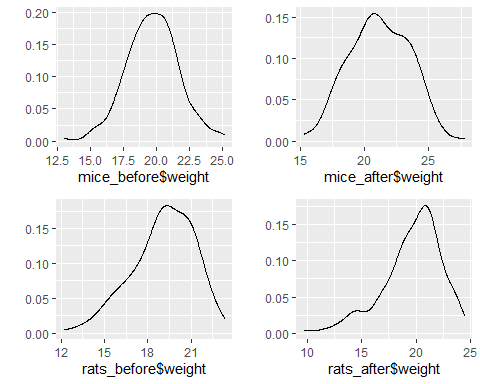 0.20
0.15
0.10
0.05
0.00
12.5 15.0 17.5 20.0 22.5 25.0
mice_before$weight
0.15
0.10
0.05
0.00
15 20 25
mice_after$weight
0.15
0.10
0.05
0.00
12 15 18 21
rats_before$weight
0.15
0.10
0.05
0.00
10 15 20 25
rats_after$weight